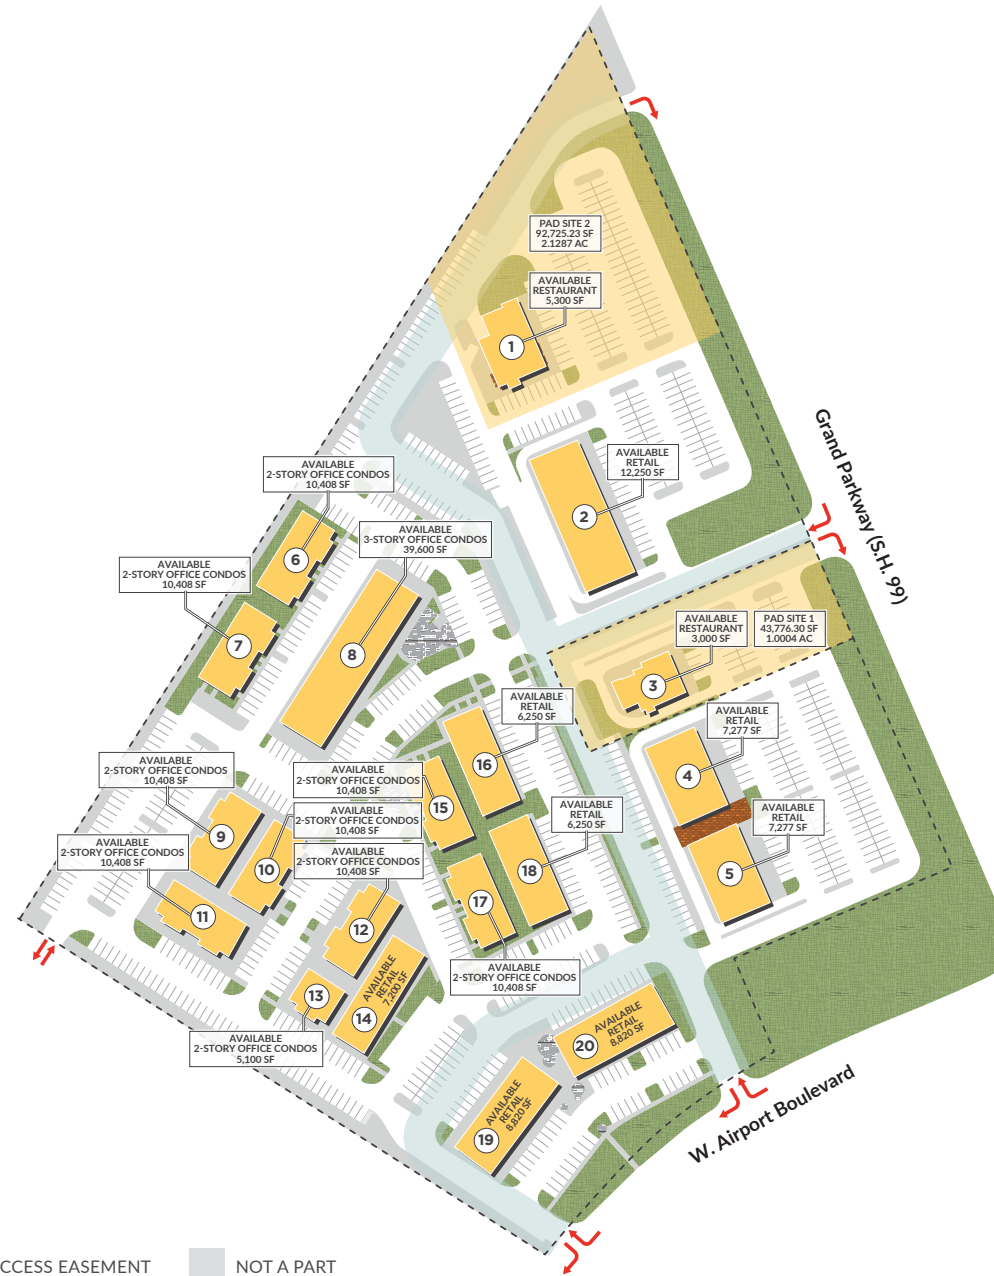 PAD SITE 2
92,725.23 SF
2.1287 AC
AVAILABLE
RESTAURANT
5,300 SF
1
Grand Parkway (S.H. 99)
AVAILABLE
RETAIL
12,250 SF
2
AVAILABLE
2-STORY OFFICE CONDOS
10,408 SF
6
AVAILABLE
3-STORY OFFICE CONDOS
39,600 SF
8
AVAILABLE
2-STORY OFFICE CONDOS
10,408 SF
7
AVAILABLE
RESTAURANT
3,000 SF
PAD SITE 1
43,776.30 SF
1.0004 AC
3
AVAILABLE
RETAIL
6,250 SF
16
AVAILABLE
RETAIL
7,277 SF
4
AVAILABLE
2-STORY OFFICE CONDOS
10,408 SF
9
AVAILABLE
2-STORY OFFICE CONDOS
10,408 SF
15
AVAILABLE
2-STORY OFFICE CONDOS
10,408 SF
10
AVAILABLE
RETAIL
6,250 SF
18
AVAILABLE
RETAIL
7,277 SF
5
AVAILABLE
2-STORY OFFICE CONDOS
10,408 SF
11
AVAILABLE
2-STORY OFFICE CONDOS
10,408 SF
12
17
AVAILABLE
2-STORY OFFICE CONDOS
10,408 SF
13
AVAILABLE
2-STORY OFFICE CONDOS
5,100 SF
AVAILABLE
RETAIL
7,200 SF
14
AVAILABLE
RETAIL
8,820 SF
20
AVAILABLE
RETAIL
8,820 SF
19
W. Airport Boulevard
CCESS EASEMENT
NOT A PART